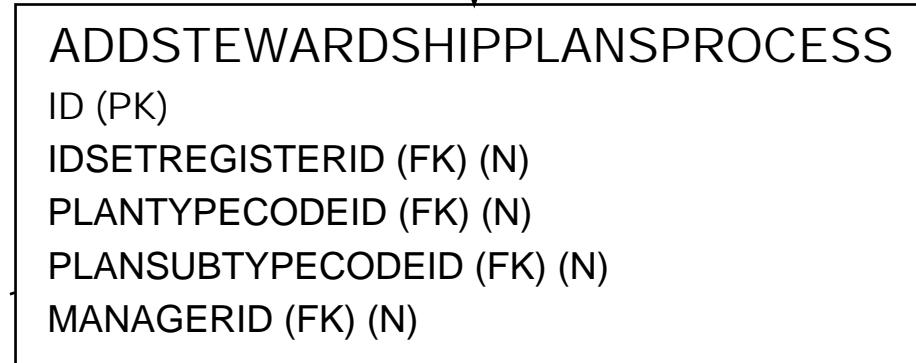 ADDSTEWARDSHIPPLANSPROCESS
ID (PK)
IDSETREGISTERID (FK) (N)
PLANTYPECODEID (FK) (N)
PLANSUBTYPECODEID (FK) (N)
MANAGERID (FK) (N)